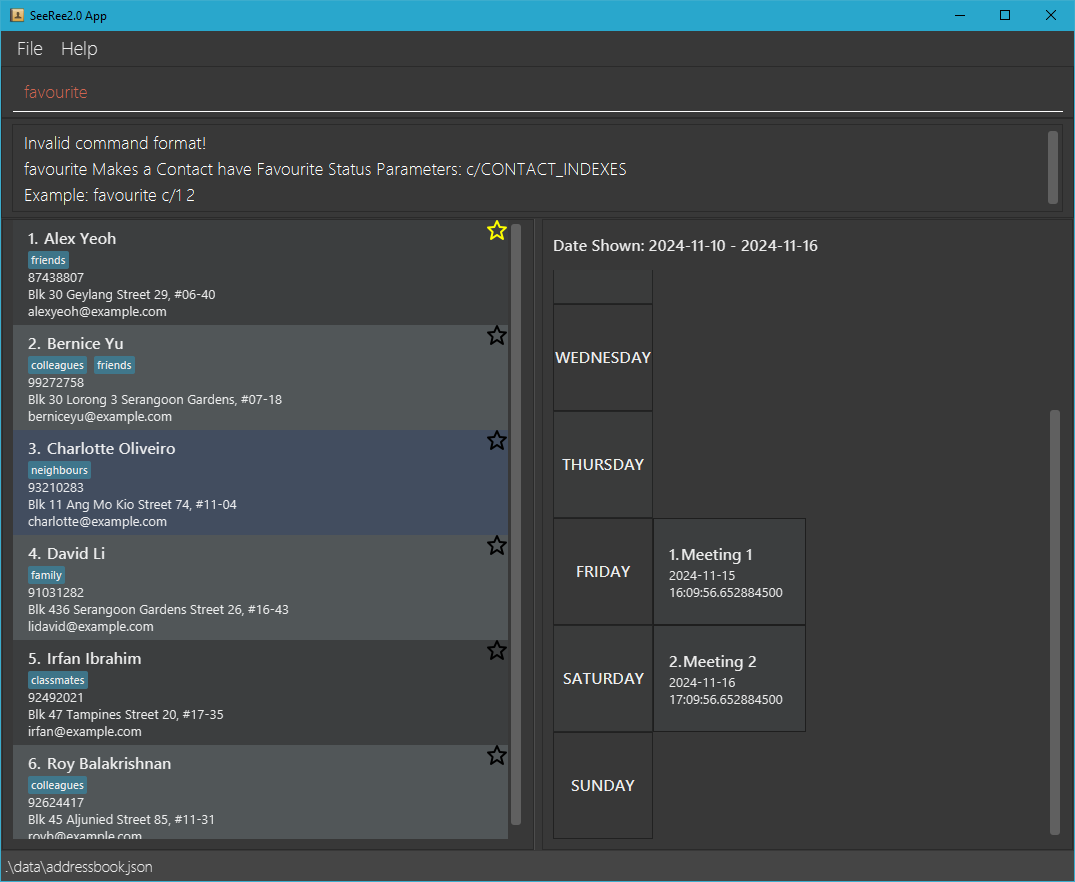 SeeRee2.0 App
File Help
favourite
Invalid command format!
favourite Makes a Contact have Favourite Status Parameters: c/CONTACT_INDEXES
Example: favourite c/1 2
1. Alex Yeoh
friends
87438807
Blk 30 Geylang Street 29, #06-40
alexyeoh@example.com
2. Bernice Yu
colleagues friends
99272758
Blk 30 Lorong 3 Serangoon Gardens, #07-18
berniceyu@example.com
3. Charlotte Oliveiro
neighbours
93210283
Blk 11 Ang Mo Kio Street 74, #11-04
charlotte@example.com
4. David Li
family
91031282
Blk 436 Serangoon Gardens Street 26, #16-43
lidavid@example.com
5. Irfan Ibrahim
classmates
92492021
Blk 47 Tampines Street 20, #17-35
irfan@example.com
6. Roy Balakrishnan
colleagues
92624417
Blk 45 Aljunied Street 85, #11-31
royb@example.com
Date Shown: 2024-11-10 - 2024-11-16
WEDNESDAY
THURSDAY
FRIDAY
1.Meeting 1
2024-11-15
16:09:56.652884500
SATURDAY
2.Meeting 2
2024-11-16
17:09:56.652884500
SUNDAY
.\data\addressbook.json